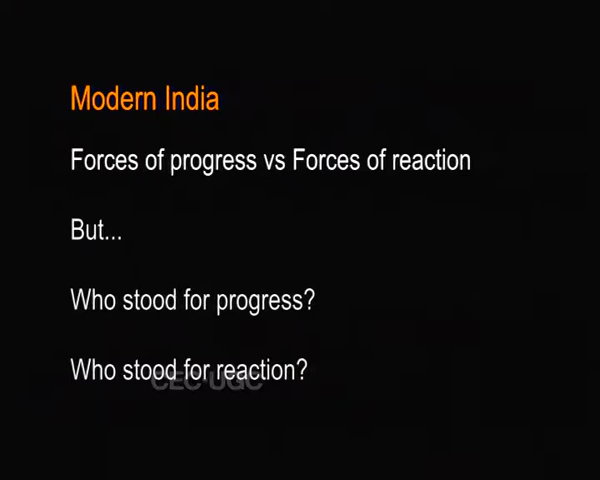 Modern India
Forces of progress vs Forces of reaction
But...
Who stood for progress?
Who stood for reaction?
CEC-UGC